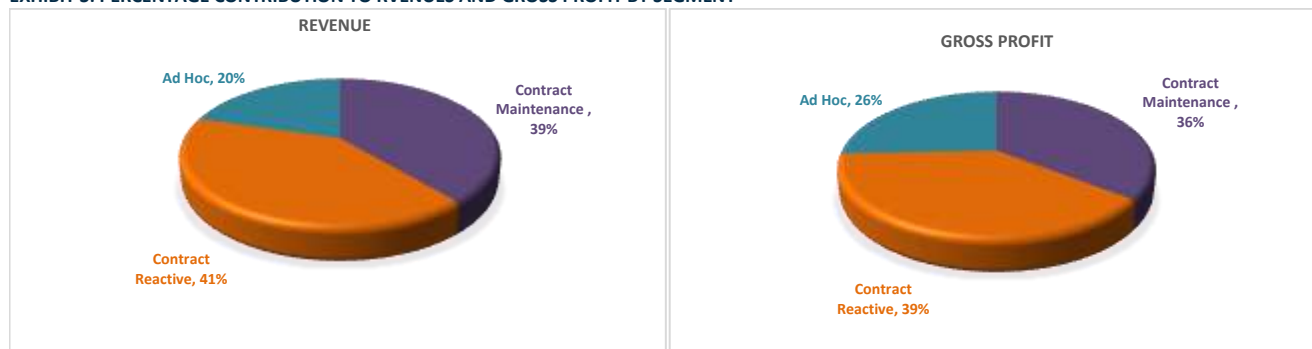 REVENUE
Ad Hoc, 20%
Contract
Maintenance ,
39%
Contract
Reactive, 41%
GROSS PROFIT
Ad Hoc, 26%
Contract
Maintenance ,
36%
Contract
Reactive, 39%